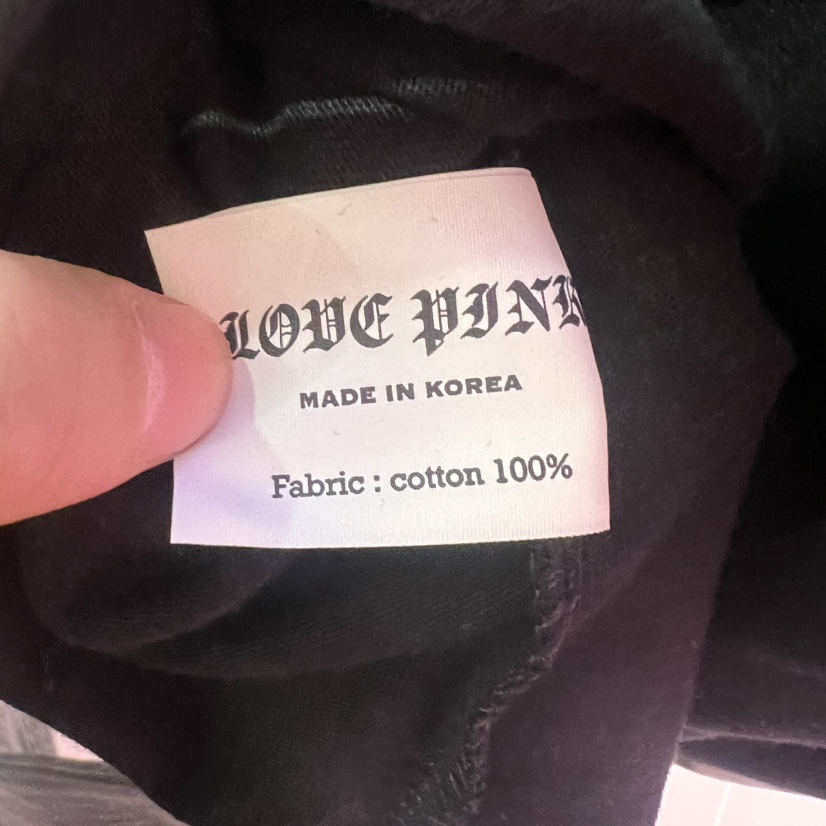 LOVE PINK
MADE IN KOREA
Fabric : cotton 100%